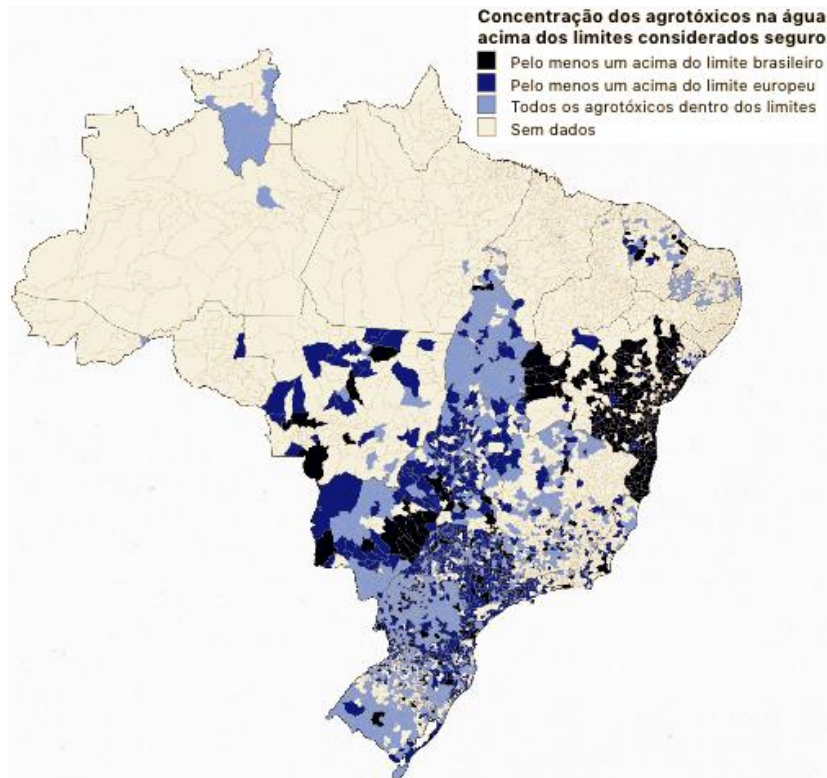 Concentração dos agrotóxicos na água
acima dos limites considerados seguro
Pelo menos um acima do limite brasileiro
Pelo menos um acima do limite europeu
Todos os agrotóxicos dentro dos limites
Sem dados